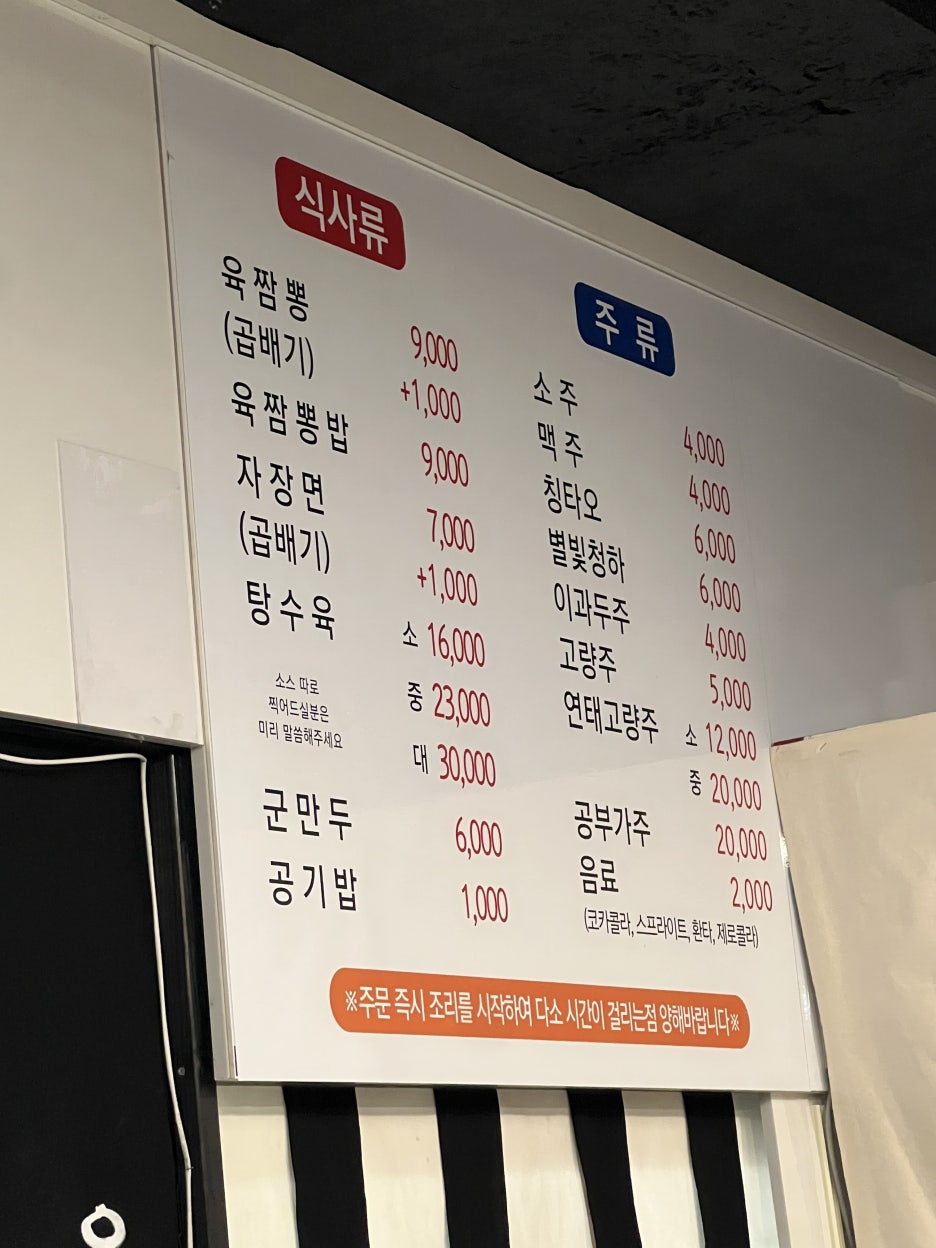 식사류
육짬뽕 9,000
(곱배기) +1,000
육짬뽕밥 9,000
자장면 7,000
(곱배기) +1,000
탕수육 소 16,000
중 23,000
대 30,000
소스 따로
찍어드실분은
미리 말씀해주세요
군만두 6,000
공기밥 1,000
주류
소주 4,000
맥주 4,000
칭타오 6,000
별빛청하 6,000
이과두주 4,000
고량주 5,000
연태고량주 소 12,000
중 20,000
공부가주 20,000
음료 2,000
(코카콜라, 스프라이트, 환타, 제로콜라)
※주문 즉시 조리를 시작하여 다소 시간이 걸리는점 양해바랍니다※